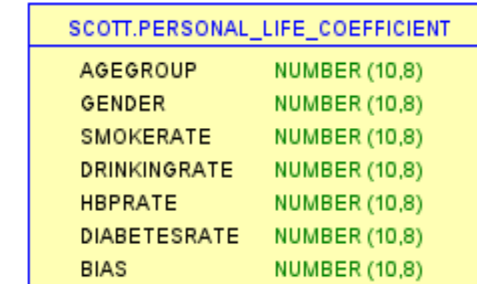 SCOTT.PERSONAL_LIFE_COEFFICIENT
AGEGROUP NUMBER (10,8)
GENDER NUMBER (10,8)
SMOKERATE NUMBER (10,8)
DRINKINGRATE NUMBER (10,8)
HBPRATE NUMBER (10,8)
DIABETESRATE NUMBER (10,8)
BIAS NUMBER (10,8)